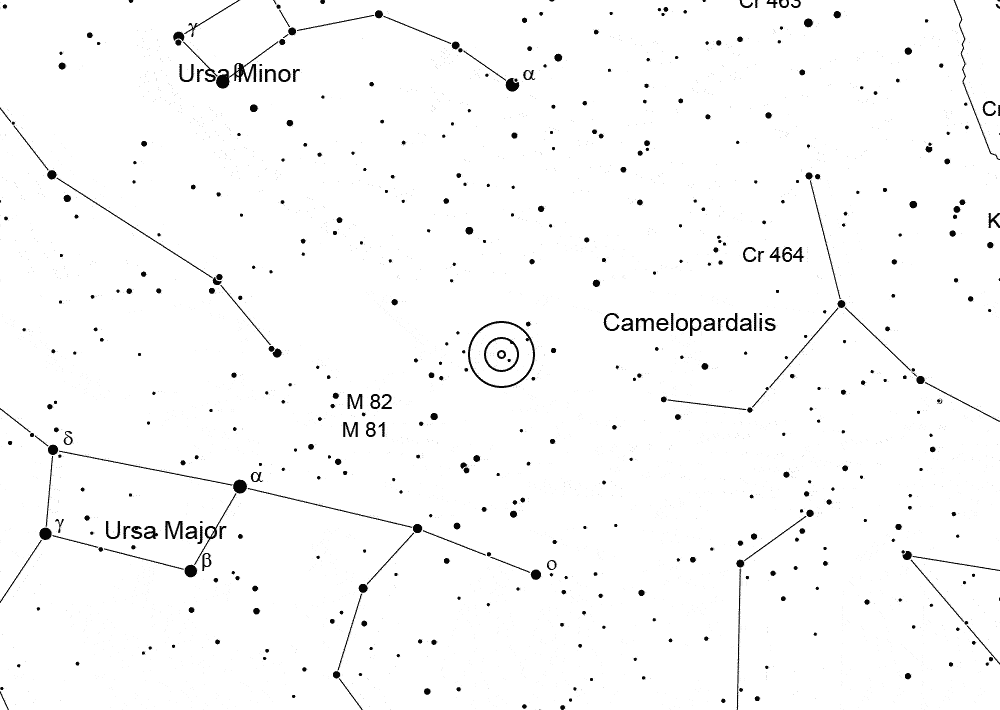 Cr 463
γ
α
Ursa Minor
β
Cr
K
Cr 464
Camelopardalis
M 82
M 81
δ
α
γ
Ursa Major
β
ο